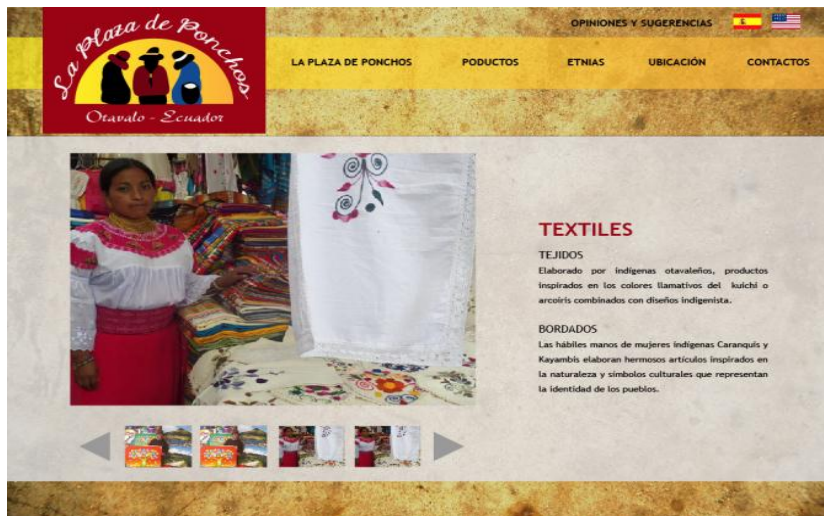 La Plaza de Ponchos
Otavalo - Ecuador
OPINIONES Y SUGERENCIAS
LA PLAZA DE PONCHOS PODUCTOS ETNIAS UBICACIÓN CONTACTOS
TEXTILES
TEJIDOS
Elaborado por indígenas otavaleños, productos
inspirados en los colores llamativos del kuichi o
arcoiris combinados con diseños indigenista.
BORDADOS
Las hábiles manos de mujeres indígenas Caranquis y
Kayambis elaboran hermosos artículos inspirados en
la naturaleza y símbolos culturales que representan
la identidad de los pueblos.